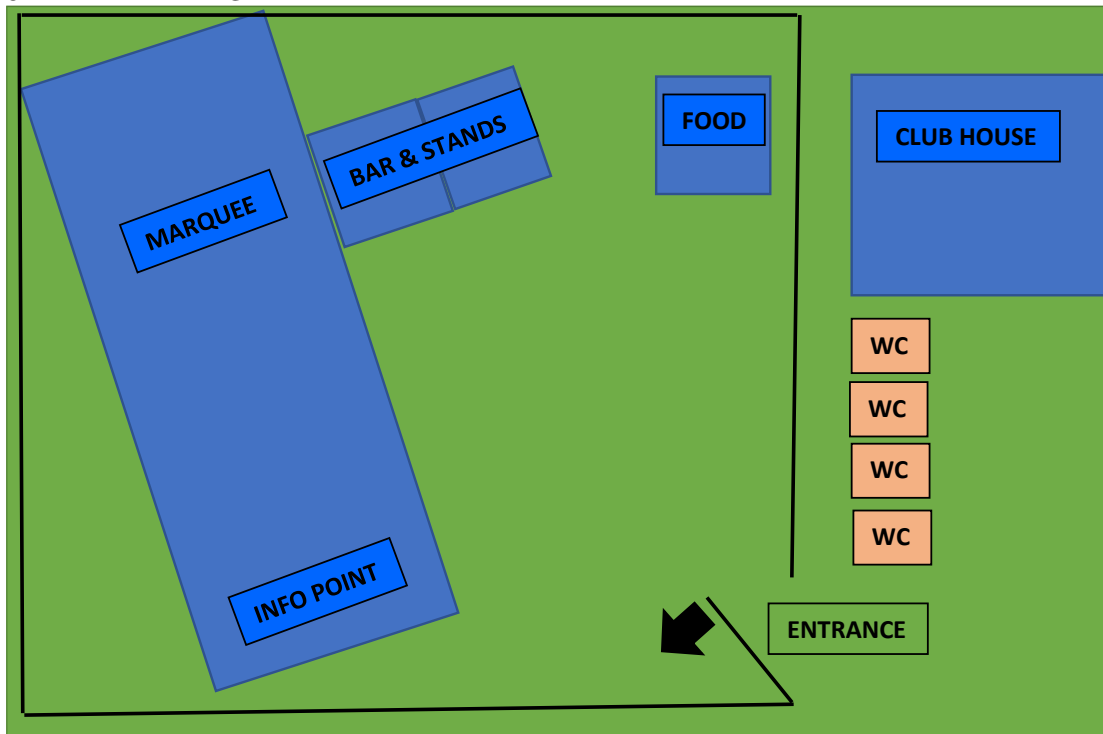 FOOD
CLUB HOUSE
BAR & STANDS
MARQUEE
WC
WC
WC
WC
INFO POINT
ENTRANCE